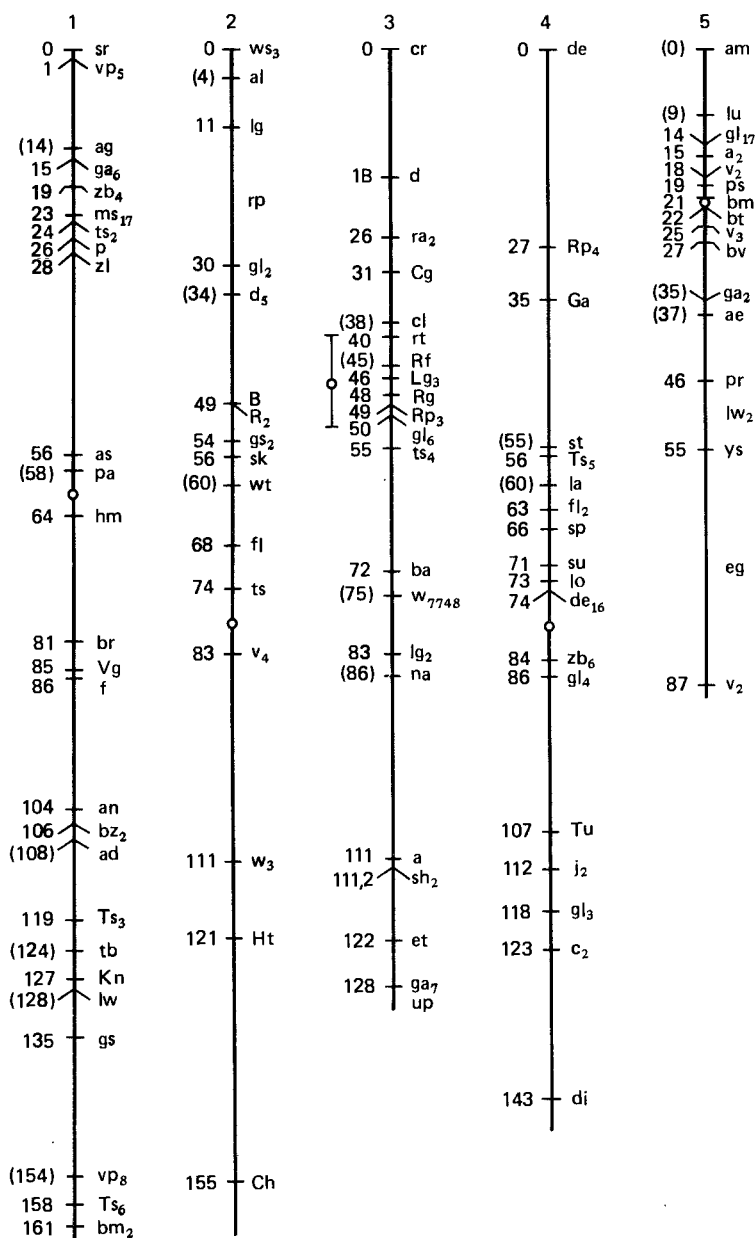 1
0 sr
1 vp5
(14) ag
15 ga6
19 zb4
23 ms17
24 ts2
26 p
28 zl
56 as
(58) pa
64 hm
81 br
85 Vg
86 f
104 an
106 bz2
(108) ad
119 Ts3
(124) tb
127 Kn
(128) lw
135 gs
(154) vp8
158 Ts6
161 bm2
2
0 ws3
(4) al
11 lg
rp
30 gl2
(34) d5
49 B
R2
54 gs2
56 sk
(60) wt
68 fl
74 ts
83 v4
111 w3
121 Ht
155 Ch
3
0 cr
18 d
26 ra2
31 Cg
(38) cl
40 rt
(45) Rf
46 Lg3
48 Rg
49 Rp3
50 gl6
55 ts4
72 ba
(75) w7748
83 lg2
(86) na
111 a
111,2 sh2
122 et
128 ga7
up
4
0 de
27 Rp4
35 Ga
(55) st
56 Ts5
(60) la
63 fl2
66 sp
71 su
73 lo
74 de16
84 zb6
86 gl4
107 Tu
112 j2
118 gl3
123 c2
143 di
5
(0) am
(9) lu
14 gl17
15 a2
18 v2
19 ps
21 bm
22 bt
25 v3
27 bv
(35) ga2
(37) ae
46 pr
lw2
55 ys
eg
87 v2